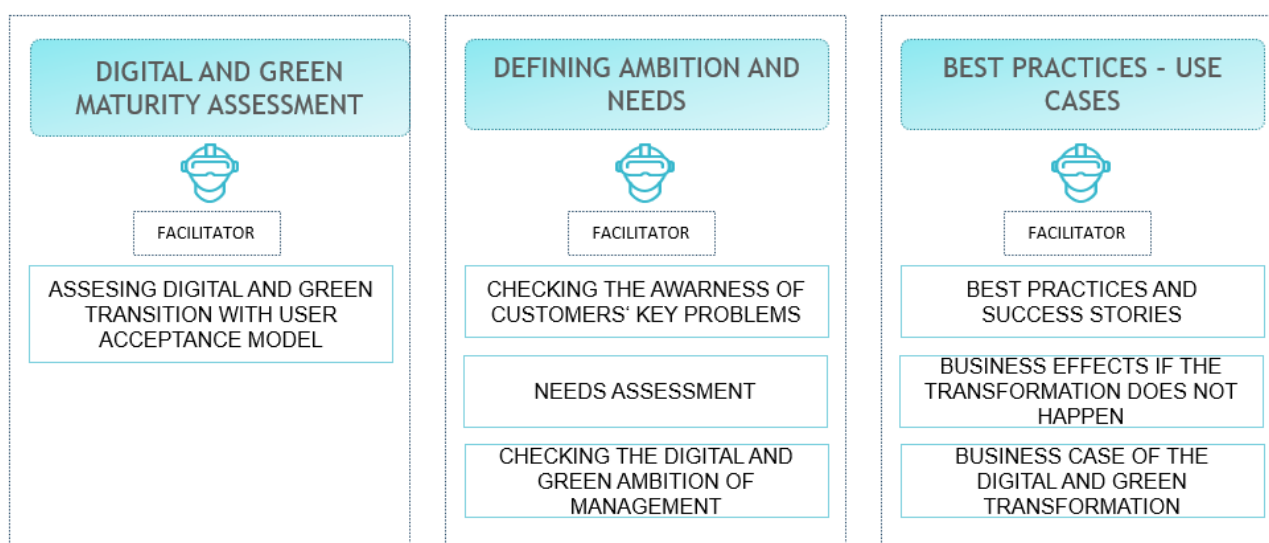 DIGITAL AND GREEN
MATURITY ASSESSMENT
FACILITATOR
ASSESING DIGITAL AND GREEN
TRANSITION WITH USER
ACCEPTANCE MODEL
DEFINING AMBITION AND
NEEDS
FACILITATOR
CHECKING THE AWARNESS OF
CUSTOMERS‘ KEY PROBLEMS
NEEDS ASSESSMENT
CHECKING THE DIGITAL AND
GREEN AMBITION OF
MANAGEMENT
BEST PRACTICES – USE
CASES
FACILITATOR
BEST PRACTICES AND
SUCCESS STORIES
BUSINESS EFFECTS IF THE
TRANSFORMATION DOES NOT
HAPPEN
BUSINESS CASE OF THE
DIGITAL AND GREEN
TRANSFORMATION